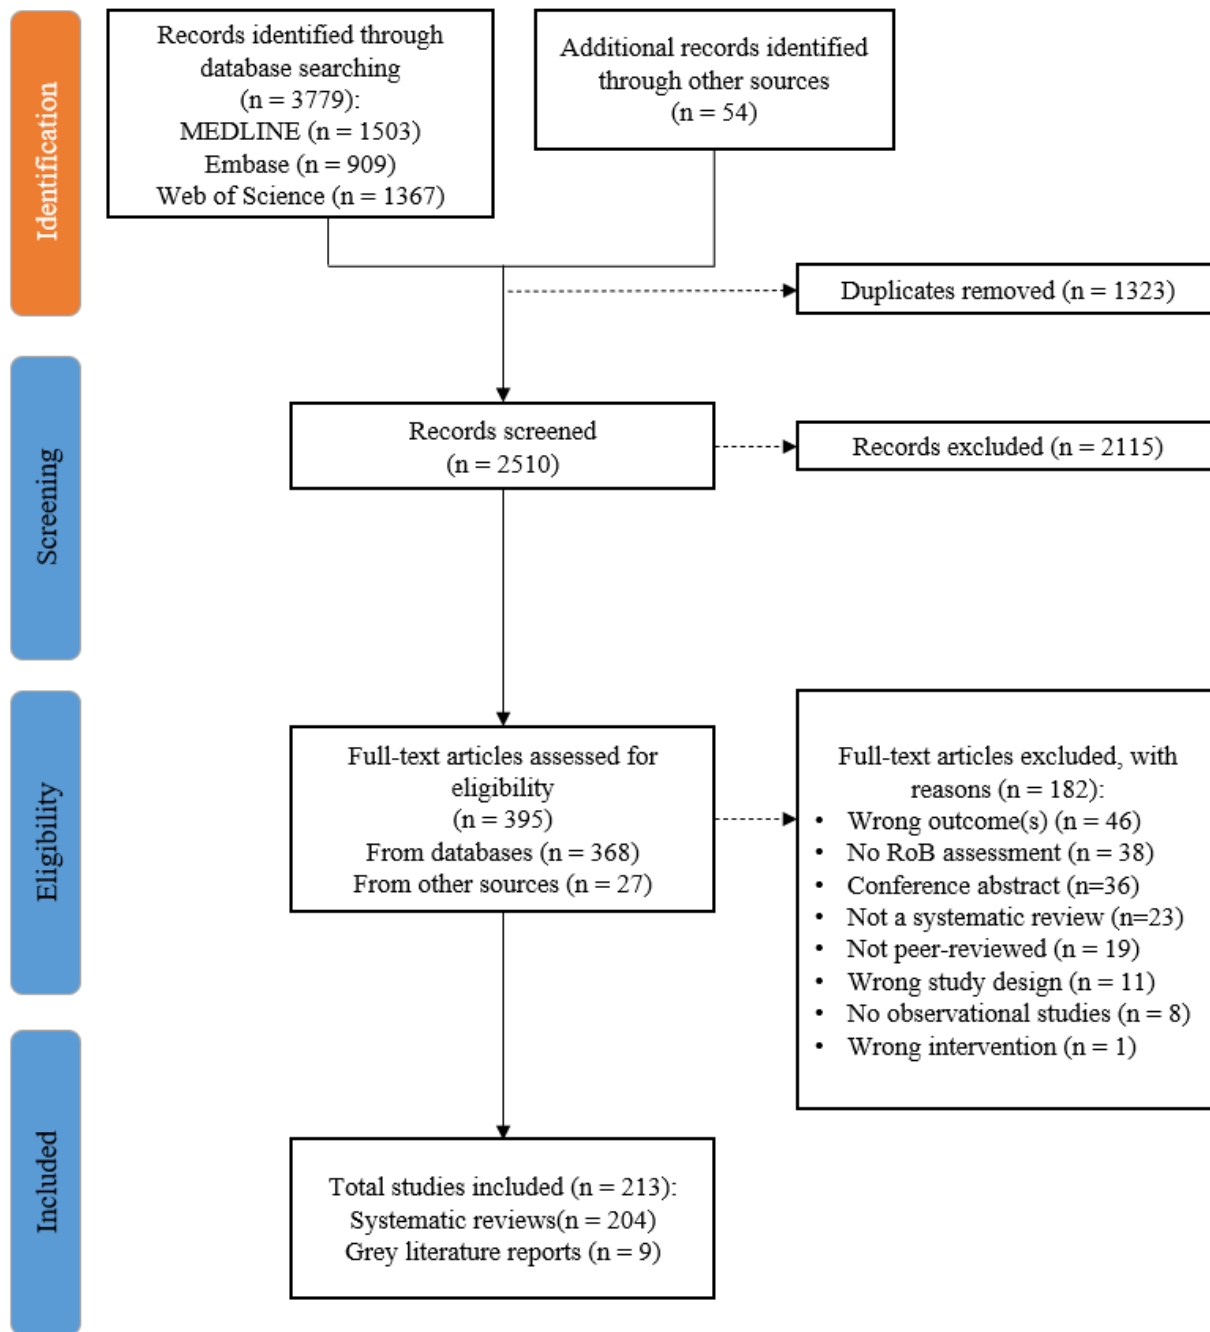 Identification
Records identified through
database searching
(n = 3779):
MEDLINE (n = 1503)
Embase (n = 909)
Web of Science (n = 1367)
Additional records identified
through other sources
(n = 54)
Duplicates removed (n = 1323)
Screening
Records screened
(n = 2510)
Records excluded (n = 2115)
Eligibility
Full-text articles assessed for
eligibility
(n = 395)
From databases (n = 368)
From other sources (n = 27)
Full-text articles excluded, with
reasons (n = 182):
• Wrong outcome(s) (n = 46)
• No RoB assessment (n = 38)
• Conference abstract (n=36)
• Not a systematic review (n=23)
• Not peer-reviewed (n = 19)
• Wrong study design (n = 11)
• No observational studies (n = 8)
• Wrong intervention (n = 1)
Included
Total studies included (n = 213):
Systematic reviews(n = 204)
Grey literature reports (n = 9)